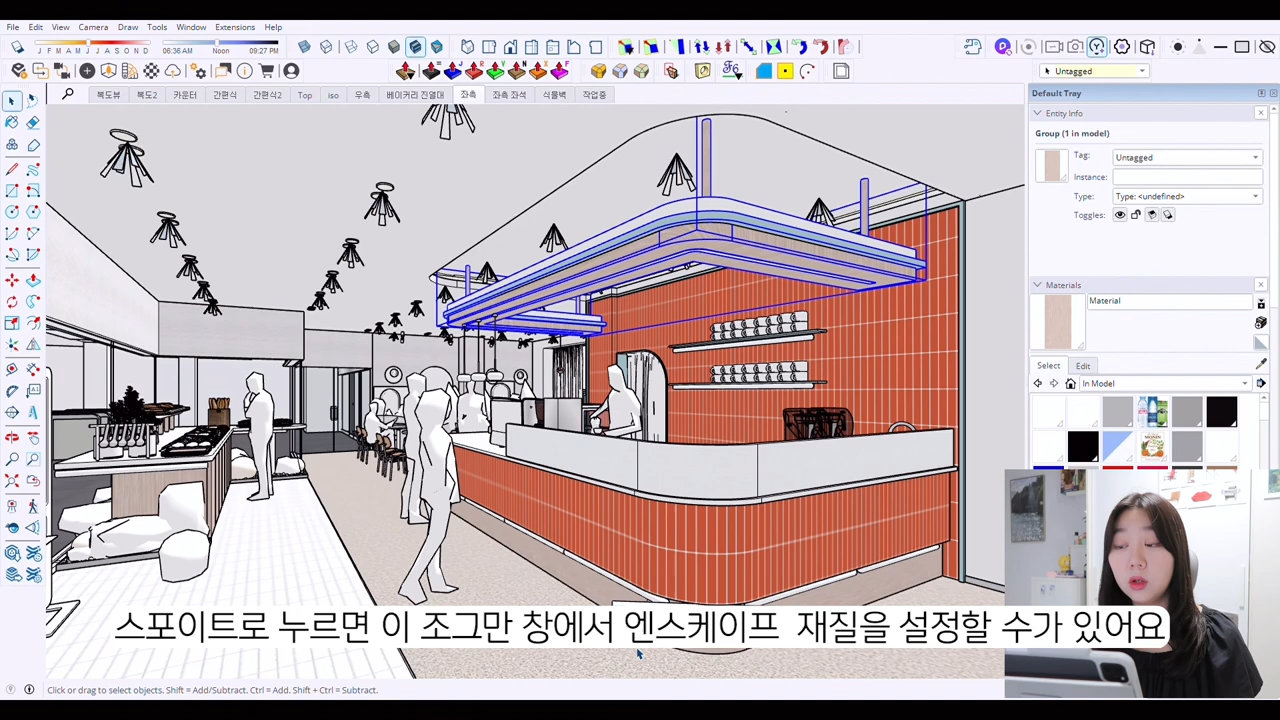 File Edit View Camera Draw Tools Window Extensions Help
J F M A M J J A S O N D 06:36 AM Noon 09:27 PM
Untagged
복도뷰 복도2 카운터 간편식 간편식2 Top iso 우측 베이커리 진열대 좌측 좌측 좌석 식물벽 작업중
Default Tray
Entity Info
Group (1 in model)
Tag: Untagged
Instance:
Type: Type: <undefined>
Toggles:
Materials
Material
Select Edit
In Model
스포이트로 누르면 이 조그만 창에서 엔스케이프 재질을 설정할 수가 있어요
Click or drag to select objects. Shift = Add/Subtract. Ctrl = Add. Shift + Ctrl = Subtract.